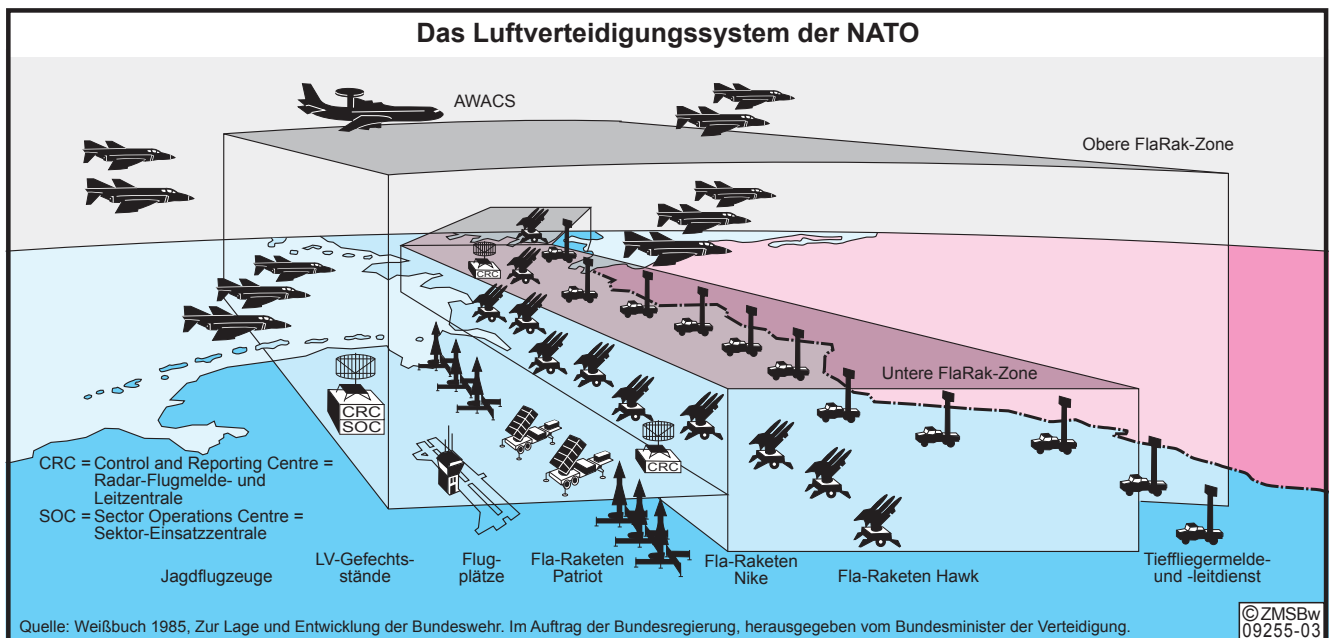 Das Luftverteidigungssystem der NATO
AWACS
Obere FlaRak-Zone
CRC
Untere FlaRak-Zone
CRC
SOC
CRC
CRC = Control and Reporting Centre =
Radar-Flugmelde- und
Leitzentrale
SOC = Sector Operations Centre =
Sektor-Einsatzzentrale
Jagdflugzeuge
LV-Gefechts-
stände
Flug-
plätze
Fla-Raketen
Patriot
Fla-Raketen
Nike
Fla-Raketen Hawk
Tieffliegermelde-
und -leitdienst
Quelle: Weißbuch 1985, Zur Lage und Entwicklung der Bundeswehr. Im Auftrag der Bundesregierung, herausgegeben vom Bundesminister der Verteidigung.
©ZMSBw
09255-03